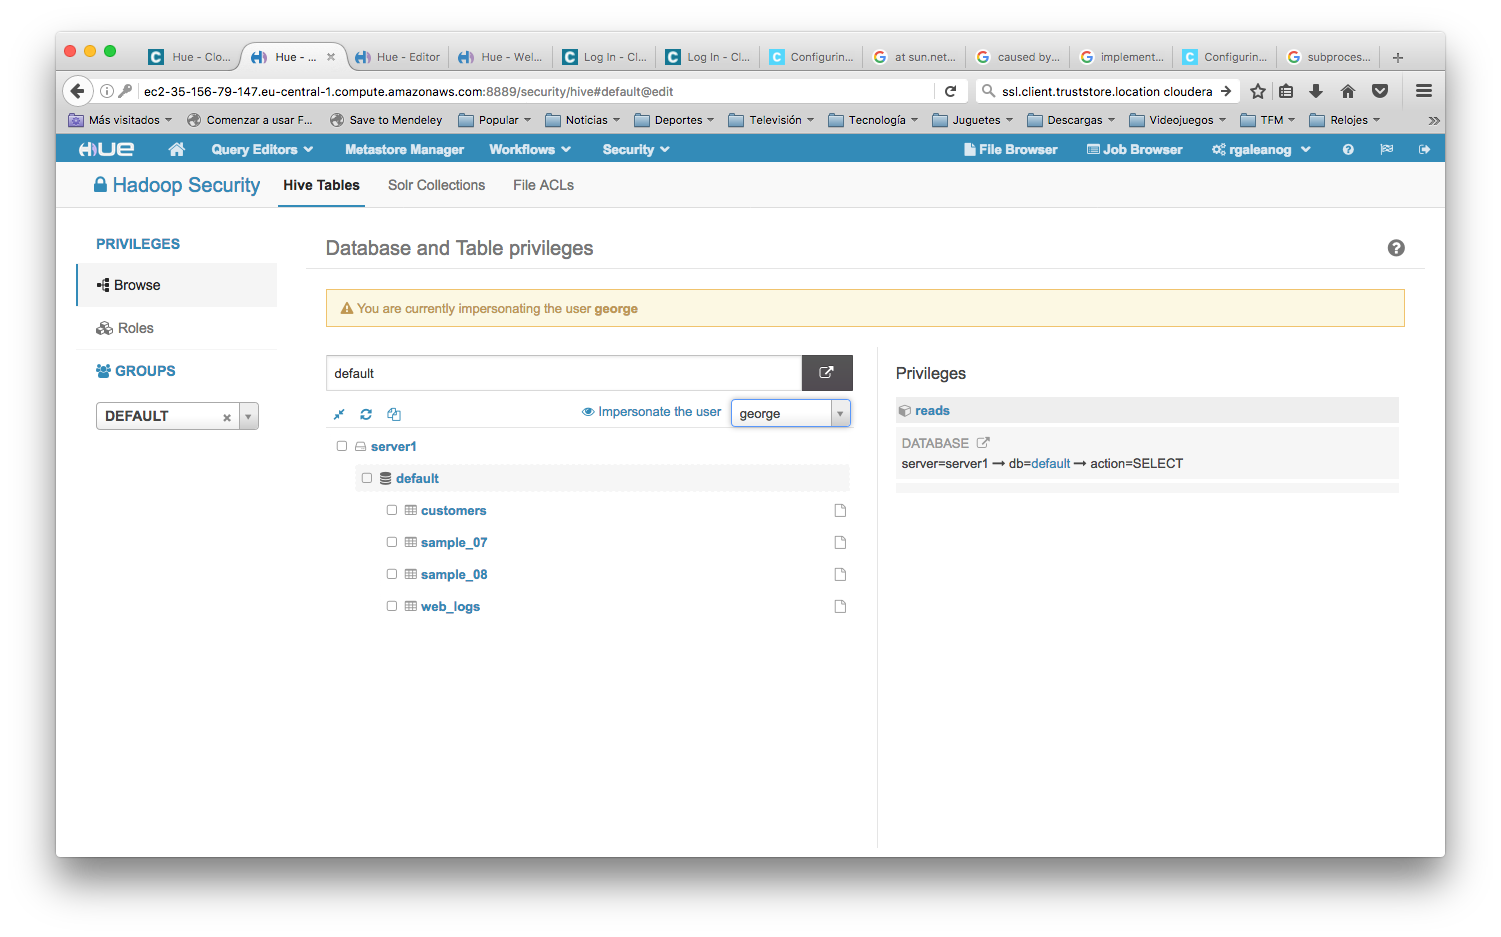 Hue - Clo...
Hue - ...
Hue - Editor
Hue - Wel...
Log In - Cl...
Log In - Cl...
Configurin...
at sun.net...
caused by...
implement...
Configurin...
subproces...
ec2-35-156-79-147.eu-central-1.compute.amazonaws.com:8889/security/hive#default@edit
ssl.client.truststore.location cloudera
Más visitados
Comenzar a usar F...
Save to Mendeley
Popular
Noticias
Deportes
Televisión
Tecnología
Juguetes
Descargas
Videojuegos
TFM
Relojes
HUE
Query Editors
Metastore Manager
Workflows
Security
File Browser
Job Browser
rgaleanog
Hadoop Security
Hive Tables
Solr Collections
File ACLs
PRIVILEGES
Browse
Roles
GROUPS
DEFAULT
Database and Table privileges
You are currently impersonating the user george
default
Impersonate the user
george
server1
default
customers
sample_07
sample_08
web_logs
Privileges
reads
DATABASE
server=server1 → db=default → action=SELECT